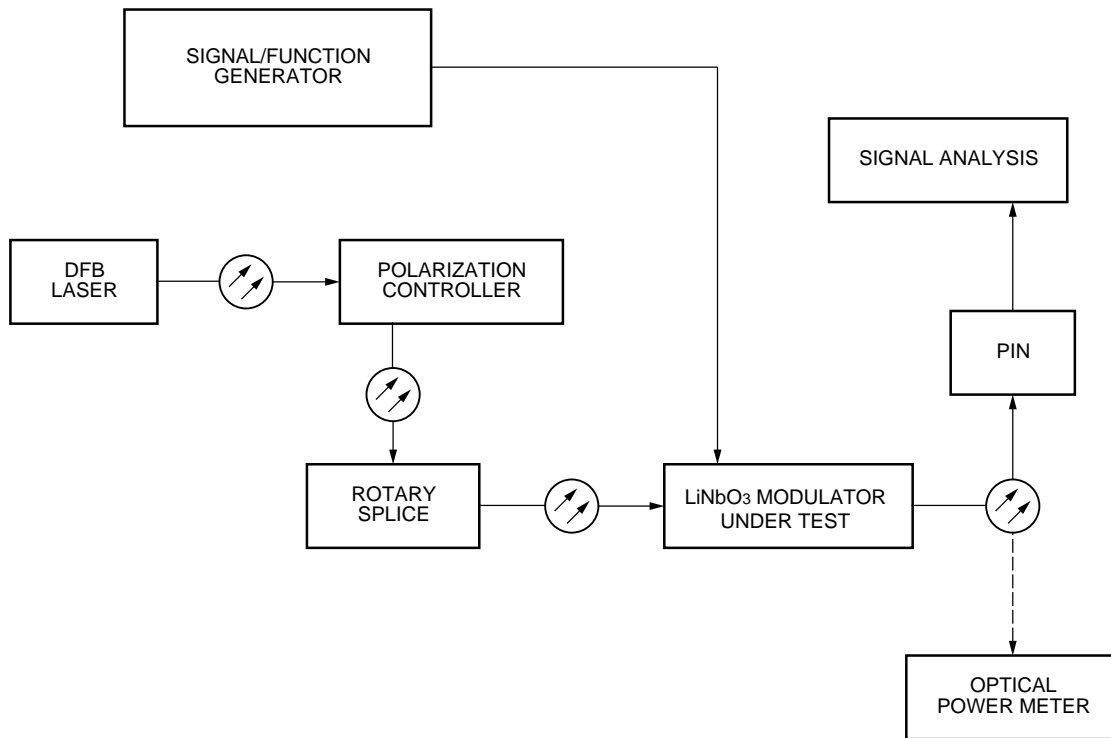 SIGNAL/FUNCTION
GENERATOR
SIGNAL ANALYSIS
DFB
LASER
POLARIZATION
CONTROLLER
PIN
ROTARY
SPLICE
LiNbO3 MODULATOR
UNDER TEST
OPTICAL
POWER METER